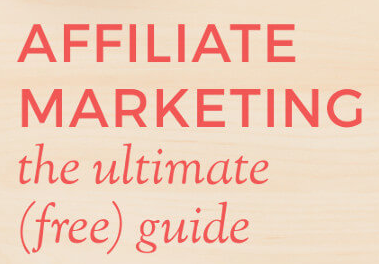 AFFILIATE
MARKETING
the ultimate
(free) guide